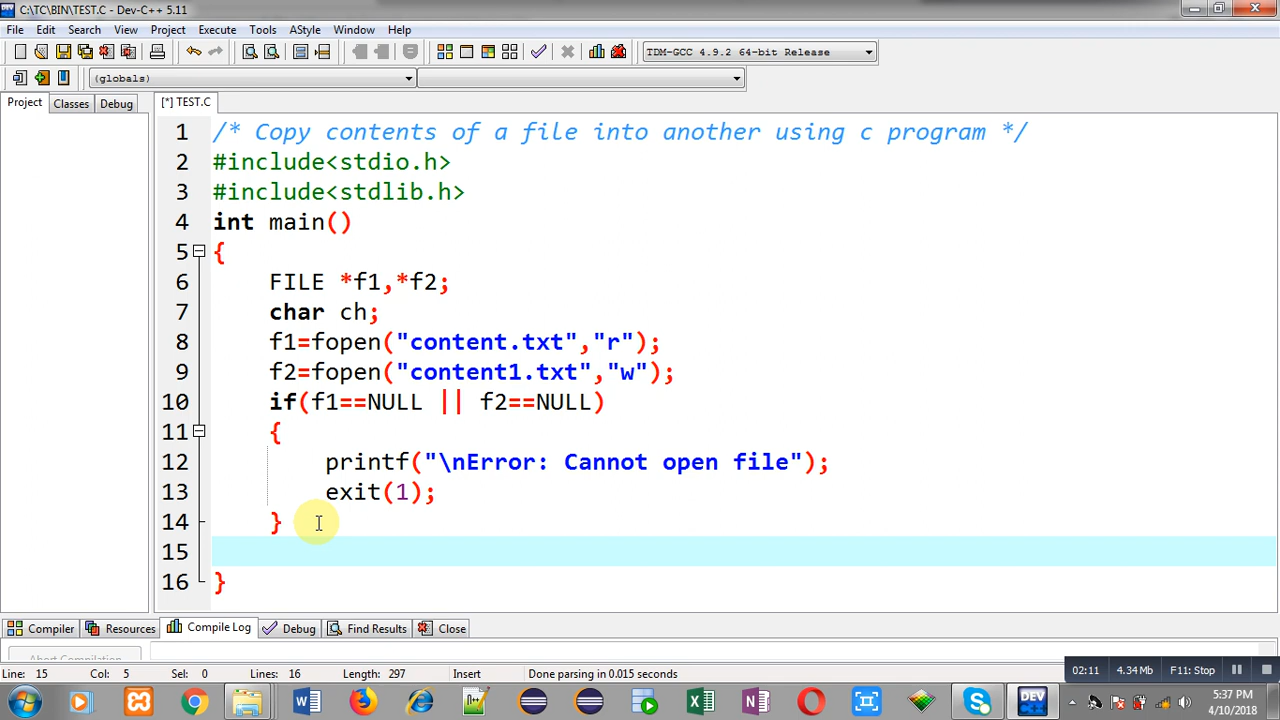 C:\TC\BIN\TEST.C - Dev-C++ 5.11
File Edit Search View Project Execute Tools AStyle Window Help
TDM-GCC 4.9.2 64-bit Release
(globals)
Project Classes Debug [*] TEST.C
1 /* Copy contents of a file into another using c program */
2 #include<stdio.h>
3 #include<stdlib.h>
4 int main()
5 {
6 FILE *f1,*f2;
7 char ch;
8 f1=fopen("content.txt","r");
9 f2=fopen("content1.txt","w");
10 if(f1==NULL || f2==NULL)
11 {
12 printf("\nError: Cannot open file");
13 exit(1);
14 }
15
16 }
Compiler Resources Compile Log Debug Find Results Close
Abort Compilation
Line: 15 Col: 5 Sel: 0 Lines: 16 Length: 297 Insert Done parsing in 0.015 seconds
02:11 4.34 Mb F11: Stop
5:37 PM
4/10/2018